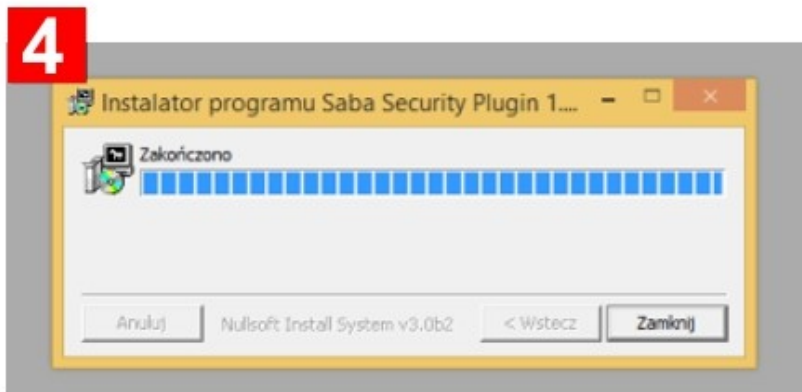 4
Instalator programu Saba Security Plugin 1....
Zakończono
Anuluj Nullsoft Install System v3.0b2 < Wstecz Zamknij